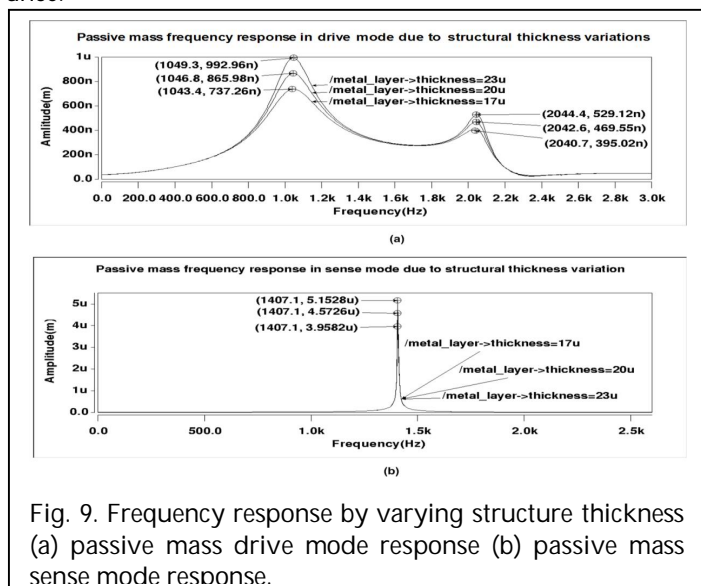 Passive mass frequency response in drive mode due to structural thickness variations
1u
800n
600n
400n
200n
0.0
Amlitude(m)
(1049.3, 992.96n)
(1046.8, 865.98n)
(1043.4, 737.26n)
/metal_layer->thickness=23u
/metal_layer->thickness=20u
/metal_layer->thickness=17u
(2044.4, 529.12n)
(2042.6, 469.55n)
(2040.7, 395.02n)
0.0 200.0 400.0 600.0 800.0 1.0k 1.2k 1.4k 1.6k 1.8k 2.0k 2.2k 2.4k 2.6k 2.8k 3.0k
Frequency(Hz)
(a)
Passive mass frequency response in sense mode due to structural thickness variation
5u
4u
3u
2u
1u
0.0
Amplitude(m)
(1407.1, 5.1528u)
(1407.1, 4.5726u)
(1407.1, 3.9582u)
/metal_layer->thickness=17u
/metal_layer->thickness=20u
/metal_layer->thickness=23u
0.0 500.0 1.0k 1.5k 2.0k 2.5k
Frequency(Hz)
(b)
Fig. 9. Frequency response by varying structure thickness
(a) passive mass drive mode response (b) passive mass
sense mode response.